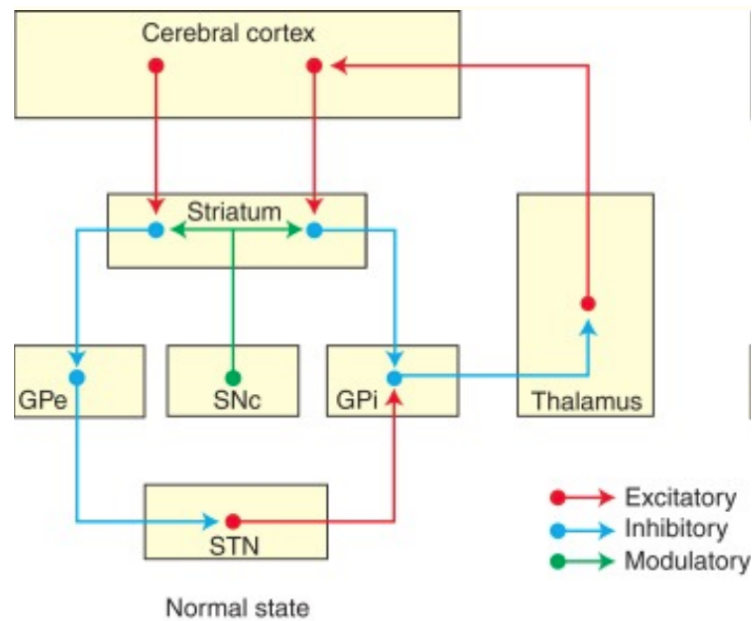 Cerebral cortex
Striatum
GPe
SNc
GPi
Thalamus
STN
Excitatory
Inhibitory
Modulatory
Normal state